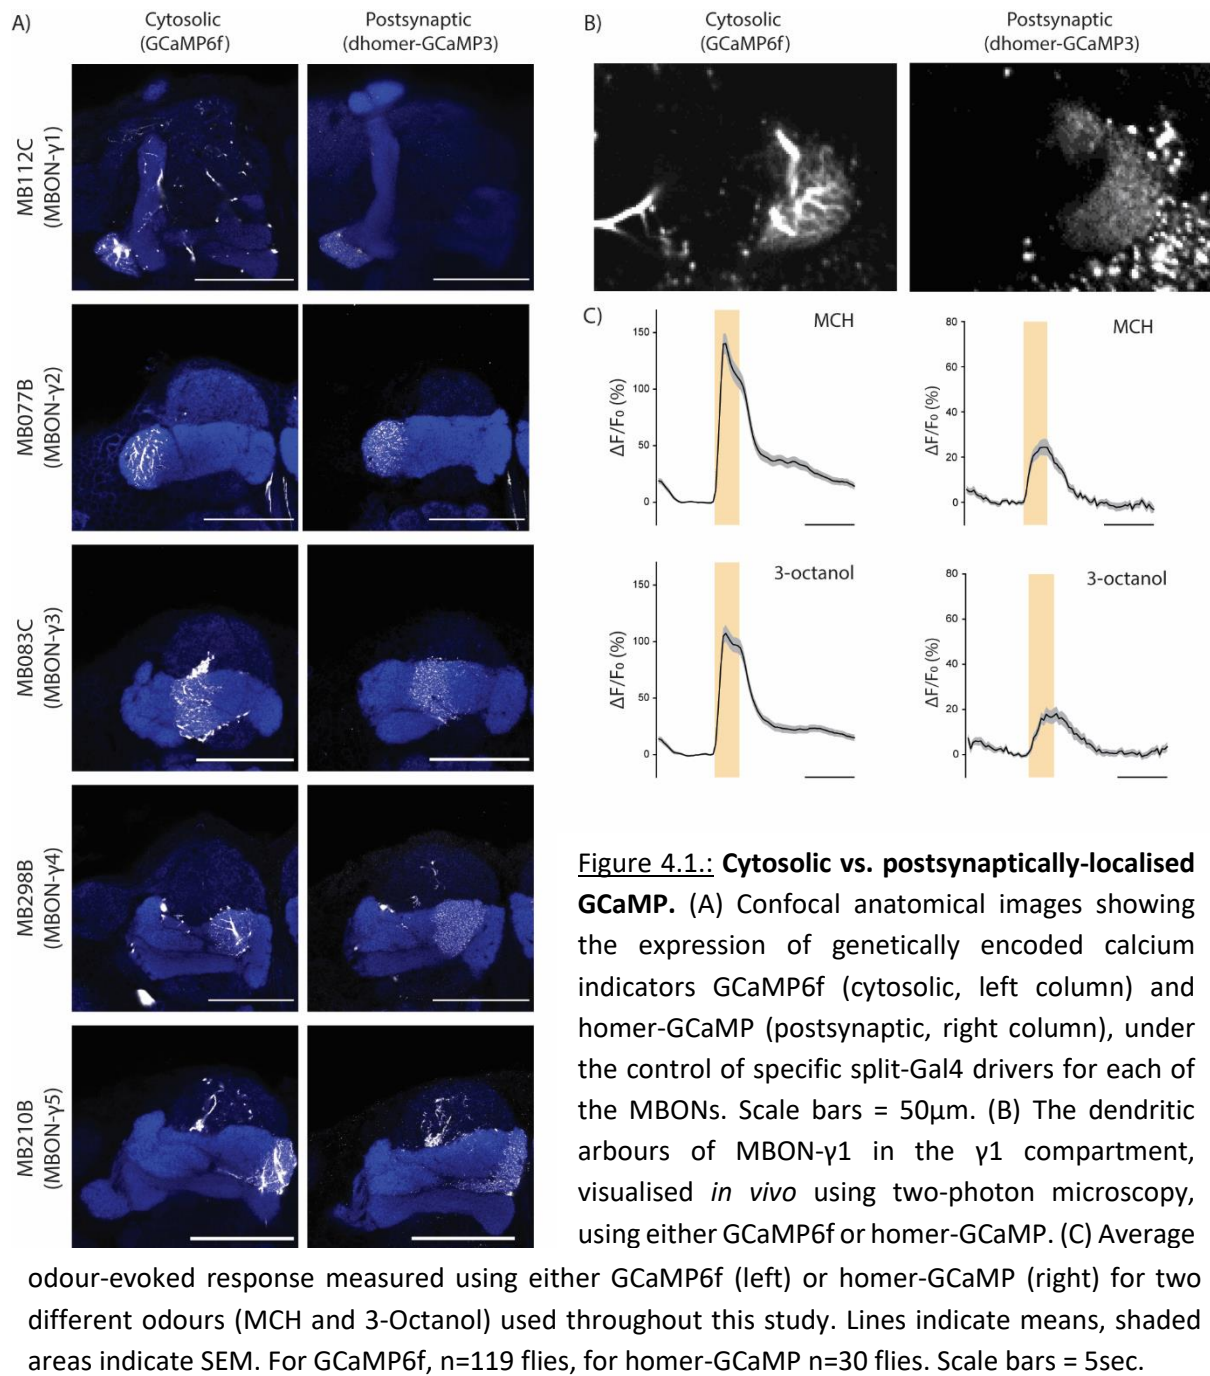 A)
Cytosolic
(GCaMP6f)
Postsynaptic
(dhomer-GCaMP3)
MB112C
(MBON-γ1)
MB077B
(MBON-γ2)
MB083C
(MBON-γ3)
MB298B
(MBON-γ4)
MB210B
(MBON-γ5)
B)
Cytosolic
(GCaMP6f)
Postsynaptic
(dhomer-GCaMP3)
C)
MCH
150
100
50
0
ΔF/F₀ (%)
MCH
80
60
40
20
0
ΔF/F₀ (%)
3-octanol
150
100
50
0
ΔF/F₀ (%)
3-octanol
80
60
40
20
0
ΔF/F₀ (%)
Figure 4.1.: Cytosolic vs. postsynaptically-localised
GCaMP. (A) Confocal anatomical images showing
the expression of genetically encoded calcium
indicators GCaMP6f (cytosolic, left column) and
homer-GCaMP (postsynaptic, right column), under
the control of specific split-Gal4 drivers for each of
the MBONs. Scale bars = 50µm. (B) The dendritic
arbours of MBON-γ1 in the γ1 compartment,
visualised in vivo using two-photon microscopy,
using either GCaMP6f or homer-GCaMP. (C) Average
odour-evoked response measured using either GCaMP6f (left) or homer-GCaMP (right) for two
different odours (MCH and 3-Octanol) used throughout this study. Lines indicate means, shaded
areas indicate SEM. For GCaMP6f, n=119 flies, for homer-GCaMP n=30 flies. Scale bars = 5sec.